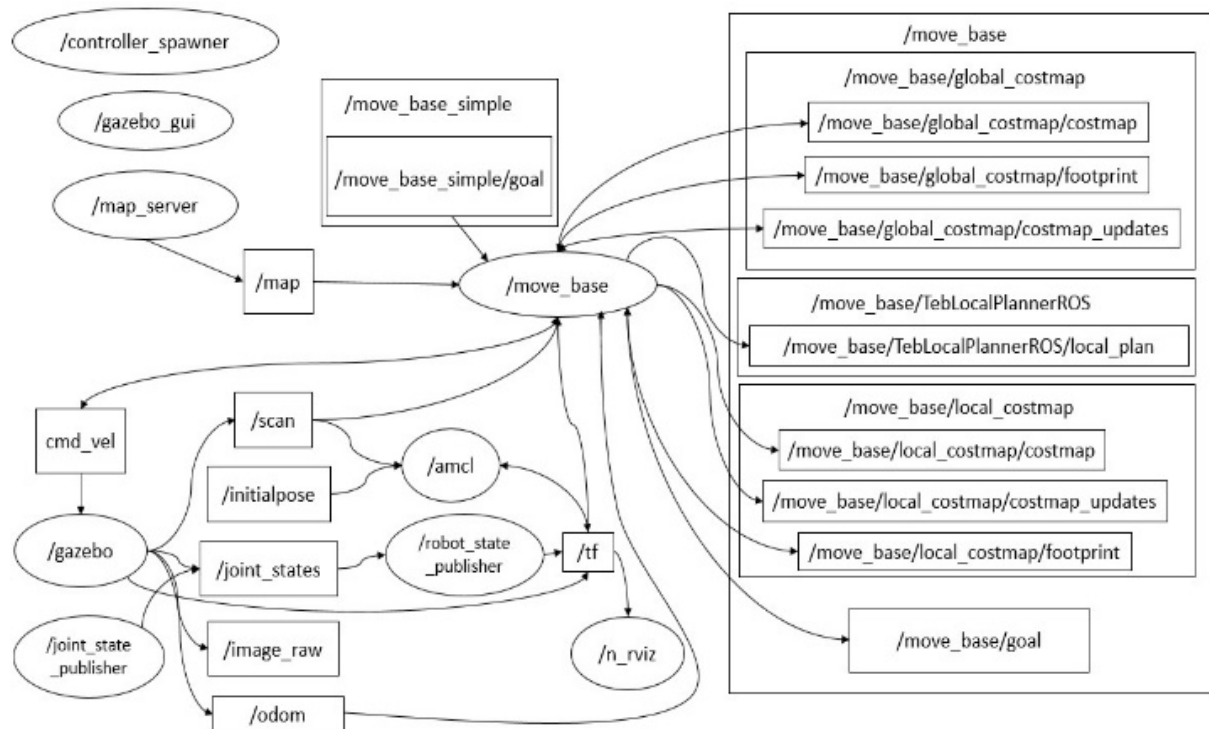 /controller_spawner
/gazebo_gui
/map_server
/map
/move_base_simple
/move_base_simple/goal
/move_base
/move_base
/move_base/global_costmap
/move_base/global_costmap/costmap
/move_base/global_costmap/footprint
/move_base/global_costmap/costmap_updates
/move_base/TebLocalPlannerROS
/move_base/TebLocalPlannerROS/local_plan
/move_base/local_costmap
/move_base/local_costmap/costmap
/move_base/local_costmap/costmap_updates
/move_base/local_costmap/footprint
/move_base/goal
cmd_vel
/scan
/initialpose
/amcl
/gazebo
/joint_states
/robot_state
_publisher
/tf
/joint_state
_publisher
/image_raw
/n_rviz
/odom